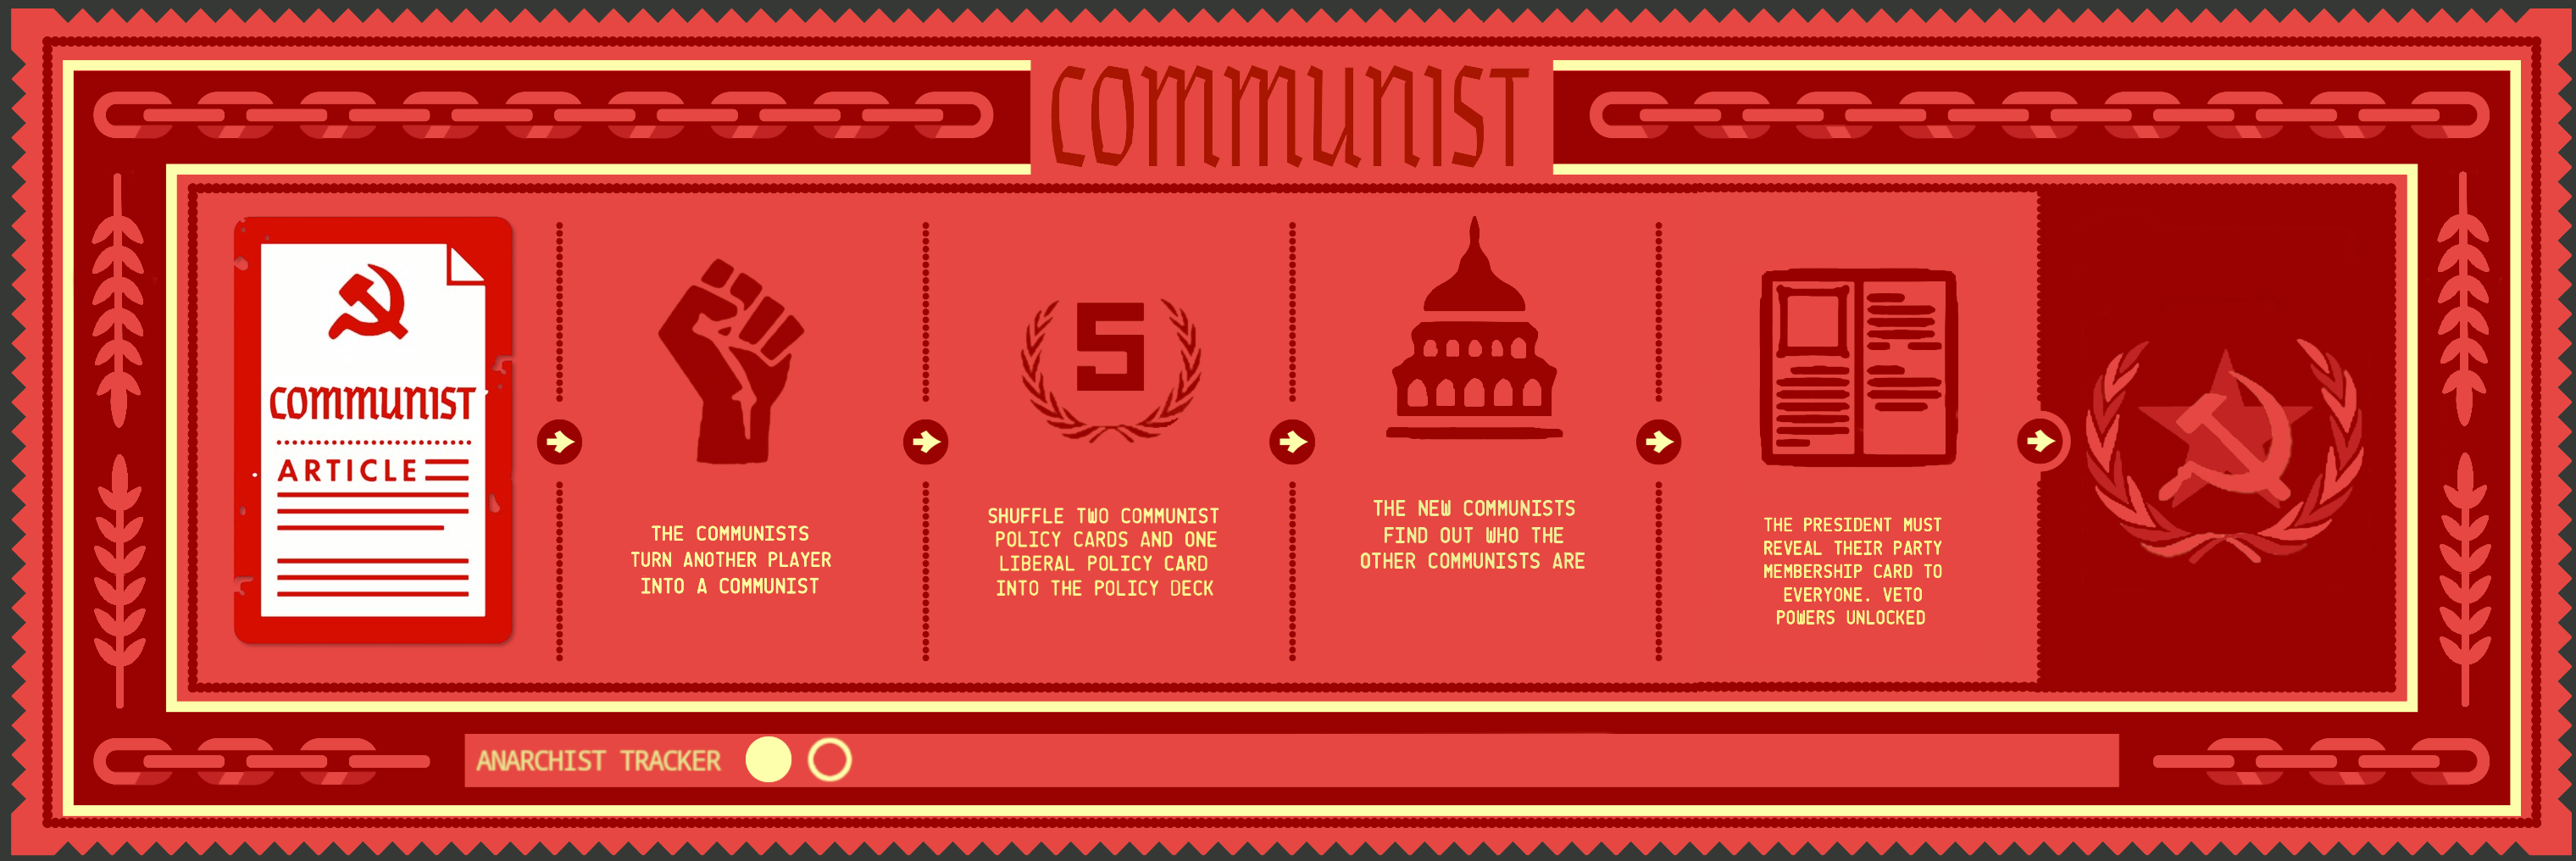 COMMUNIST
COMMUNIST
ARTICLE
THE COMMUNISTS
TURN ANOTHER PLAYER
INTO A COMMUNIST
5
SHUFFLE TWO COMMUNIST
POLICY CARDS AND ONE
LIBERAL POLICY CARD
INTO THE POLICY DECK
THE NEW COMMUNISTS
FIND OUT WHO THE
OTHER COMMUNISTS ARE
THE PRESIDENT MUST
REVEAL THEIR PARTY
MEMBERSHIP CARD TO
EVERYONE. VETO
POWERS UNLOCKED
ANARCHIST TRACKER